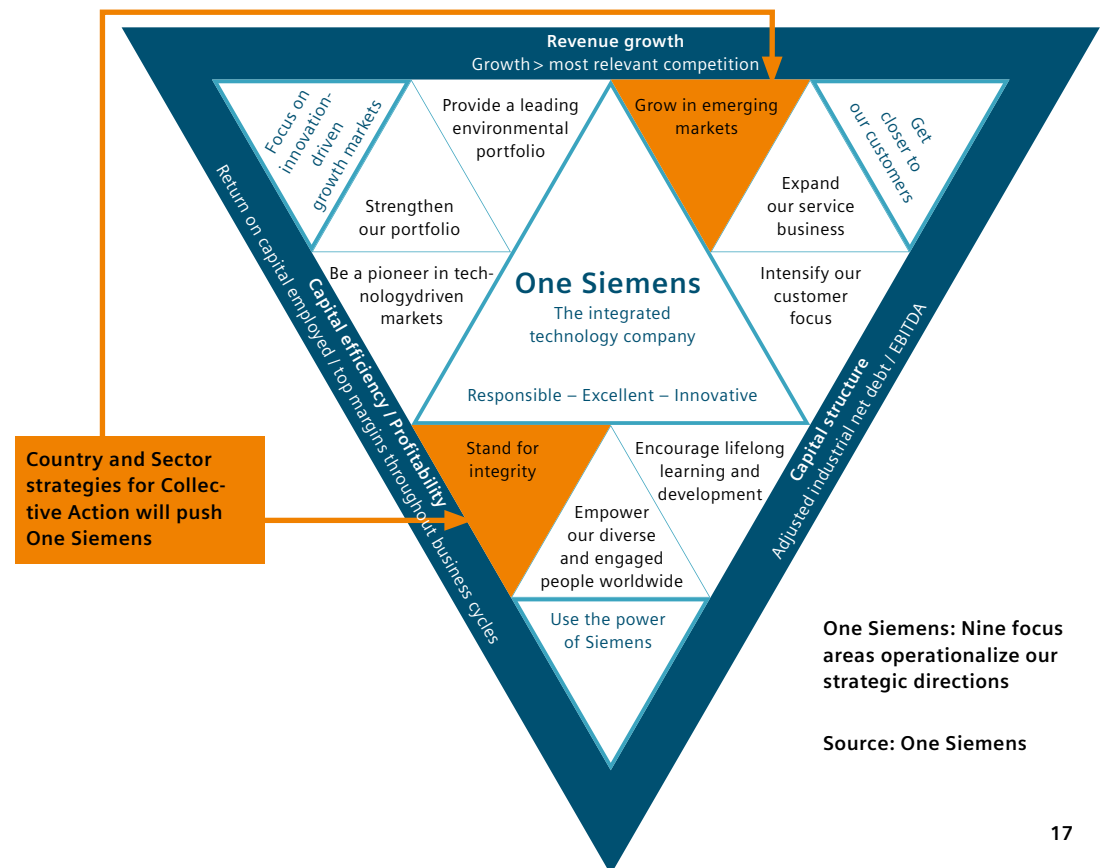 Revenue growth
Growth > most relevant competition
Focus on
innovation-
driven
growth markets
Provide a leading
environmental
portfolio
Grow in emerging
markets
Get
closer to
our customers
Strengthen
our portfolio
Expand
our service
business
Be a pioneer in tech-
nologydriven
markets
One Siemens
The integrated
technology company
Responsible – Excellent – Innovative
Intensify our
customer
focus
Capital efficiency / Profitability
Return on capital employed / top margins throughout business cycles
Capital structure
Adjusted industrial net debt / EBITDA
Country and Sector
strategies for Collec-
tive Action will push
One Siemens
Stand for
integrity
Encourage lifelong
learning and
development
Empower
our diverse
and engaged
people worldwide
Use the power
of Siemens
One Siemens: Nine focus
areas operationalize our
strategic directions
Source: One Siemens
17